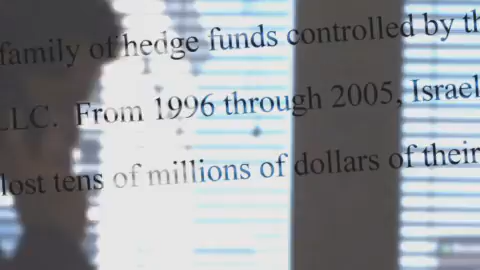 family of hedge funds controlled by
LLC. From 1996 through 2005, Israel
lost tens of millions of dollars of their